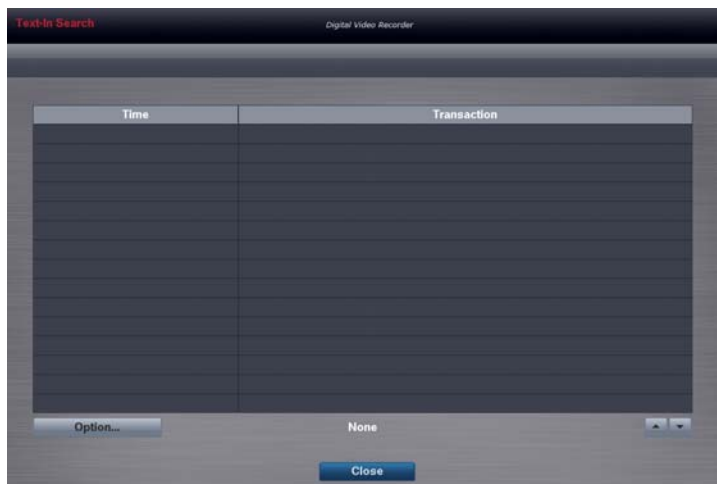 Text-In Search
Digital Video Recorder
Time Transaction
Option... None
Close